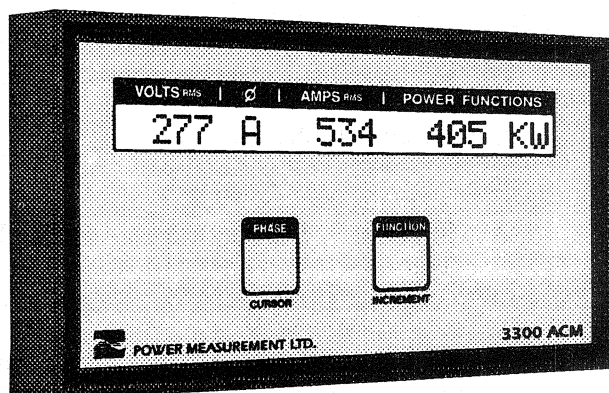 VOLTS RMS | Ø | AMPS RMS | POWER FUNCTIONS
277 A 534 405 KW
PHASE FUNCTION
CURSOR INCREMENT
POWER MEASUREMENT LTD. 3300 ACM